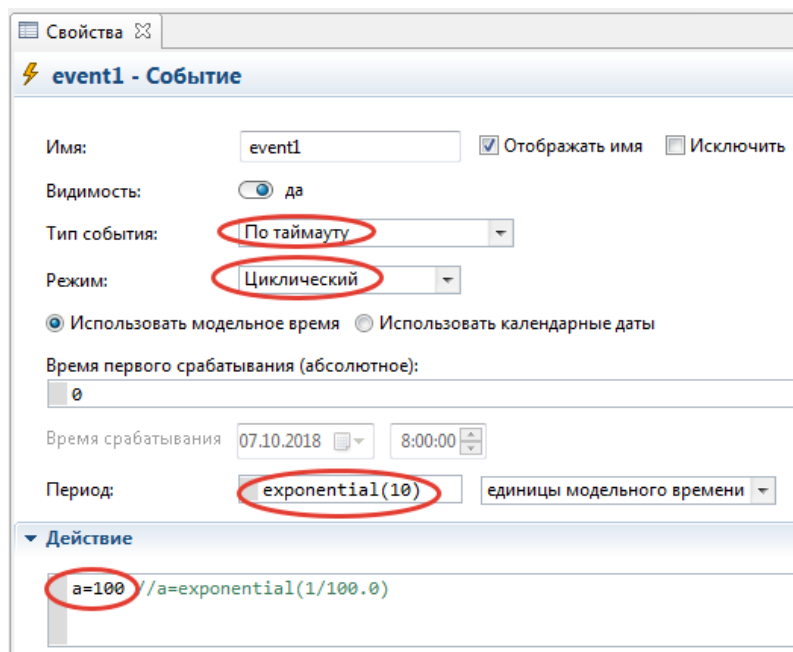 Свойства
event1 - Событие
Имя: event1 Отображать имя Исключить
Видимость: да
Тип события: По таймауту
Режим: Циклический
Использовать модельное время Использовать календарные даты
Время первого срабатывания (абсолютное):
0
Время срабатывания 07.10.2018 8:00:00
Период: exponential(10) единицы модельного времени
Действие
a=100 //a=exponential(1/100.0)